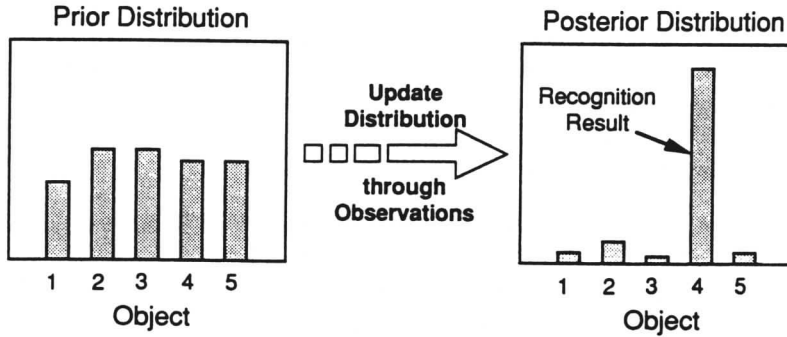 Prior Distribution
1 2 3 4 5
Object
Update
Distribution
through
Observations
Posterior Distribution
Recognition
Result
1 2 3 4 5
Object